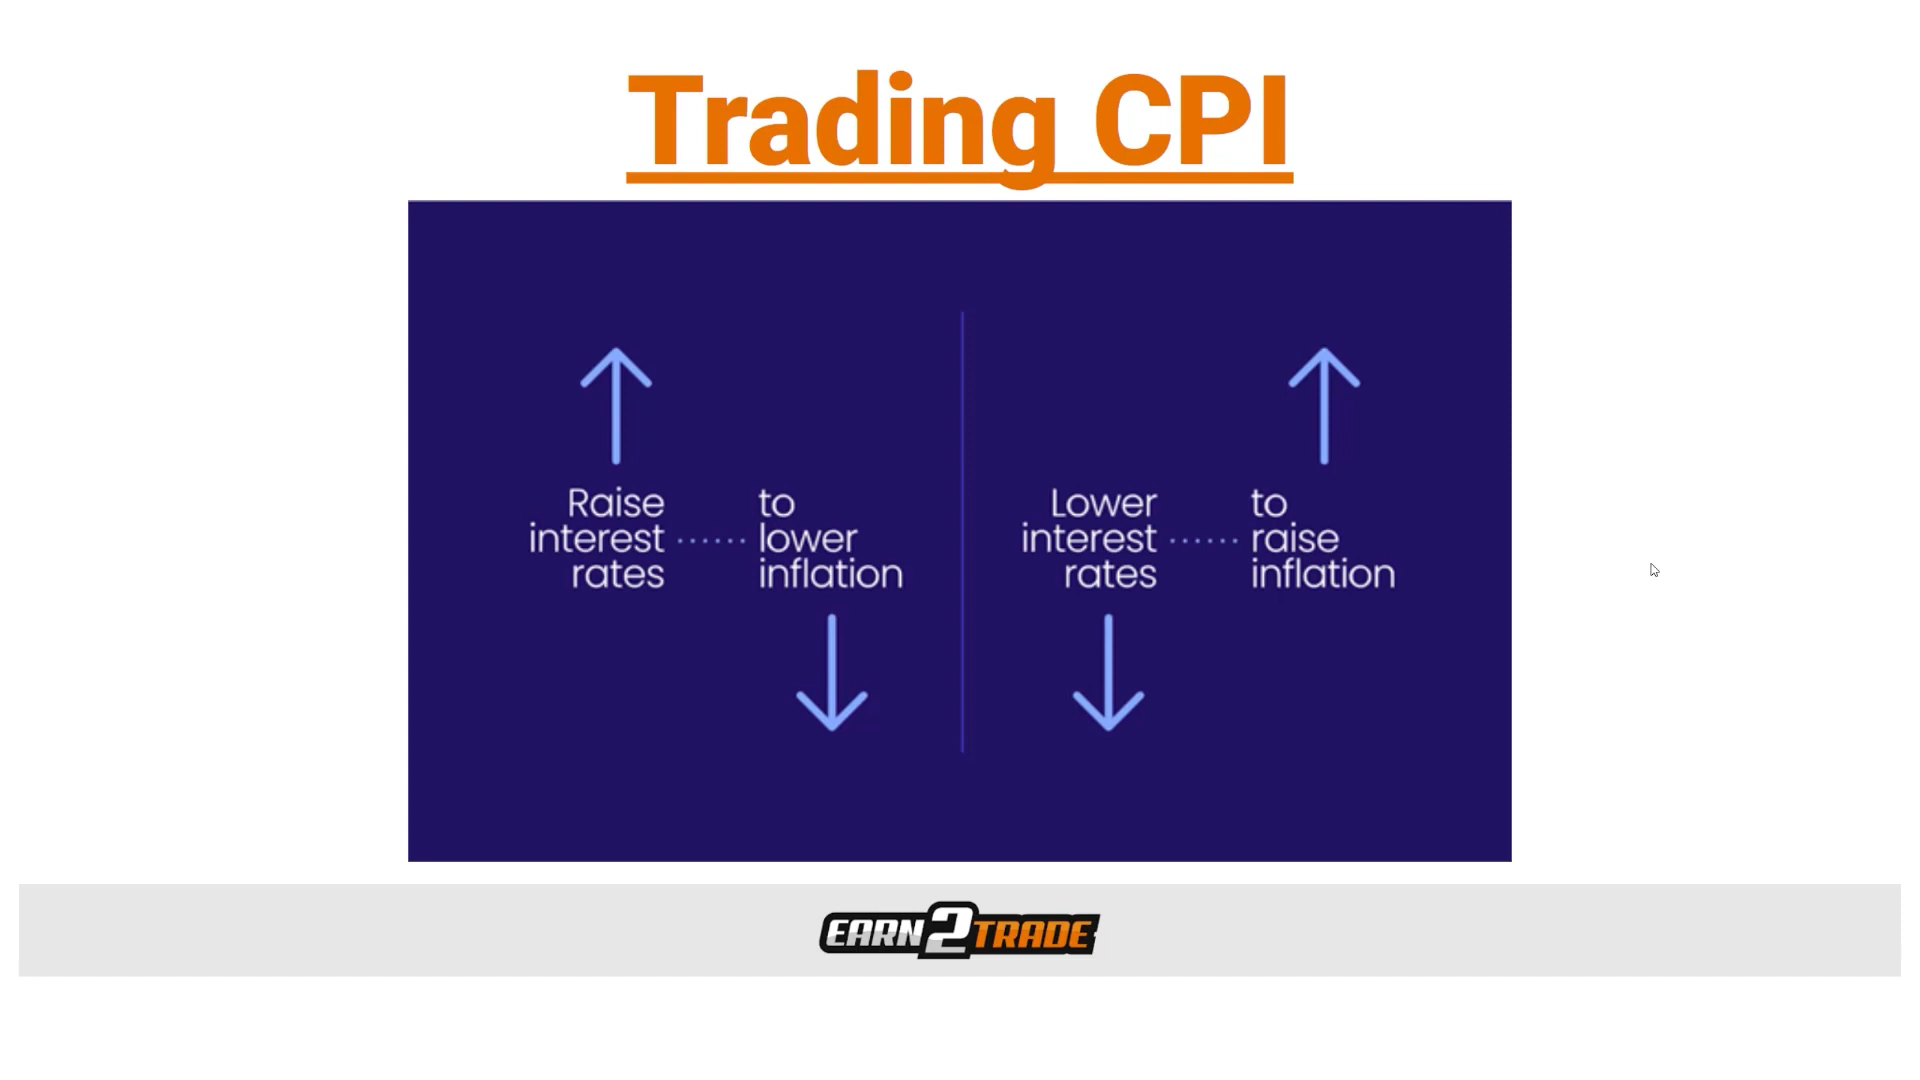 Trading CPI
Raise
interest
rates
to
lower
inflation
Lower
interest
rates
to
raise
inflation
EARN2TRADE